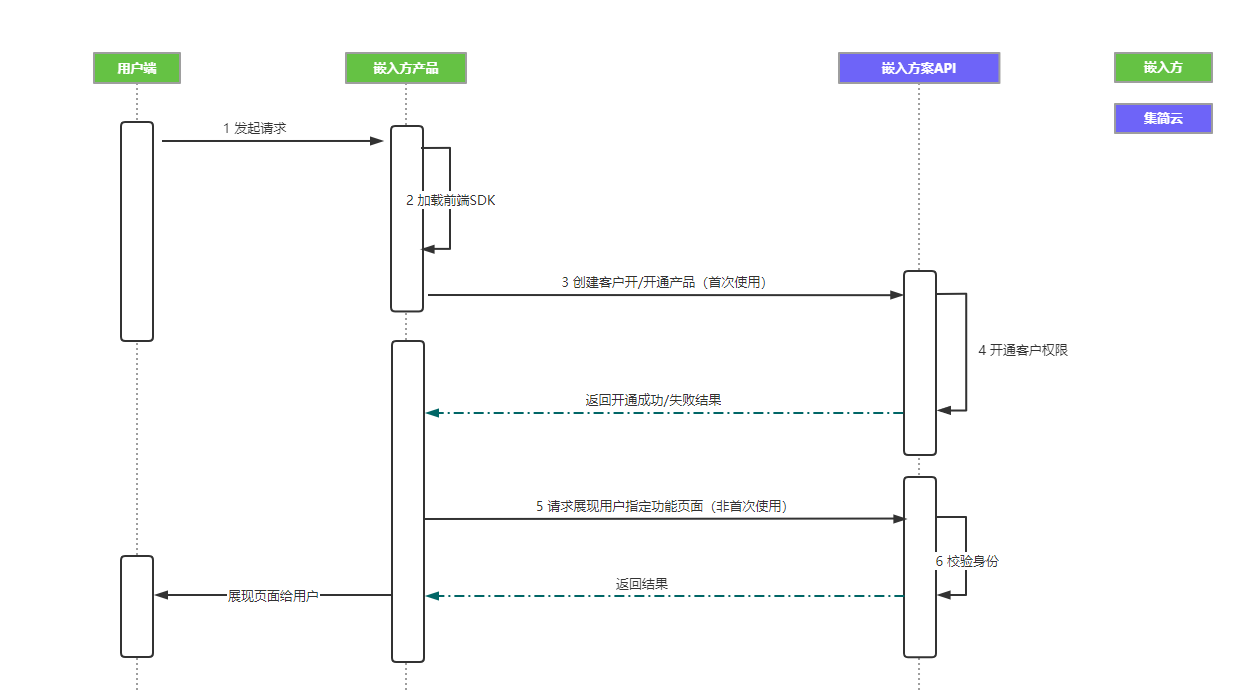 用户端
嵌入方产品
嵌入方案API
嵌入方
集简云
1 发起请求
2 加载前端SDK
3 创建客户开/开通产品（首次使用）
4 开通客户权限
返回开通成功/失败结果
5 请求展现用户指定功能页面（非首次使用）
6 校验身份
返回结果
展现页面给用户